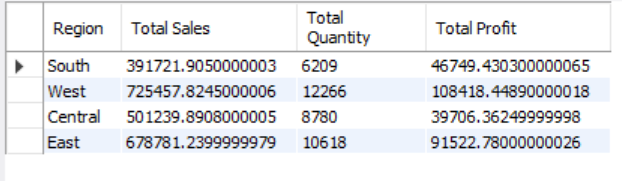 Region Total Sales Total Quantity Total Profit
South 391721.9050000003 6209 46749.430300000065
West 725457.8245000006 12266 108418.44890000018
Central 501239.8908000005 8780 39706.36249999998
East 678781.2399999979 10618 91522.78000000026